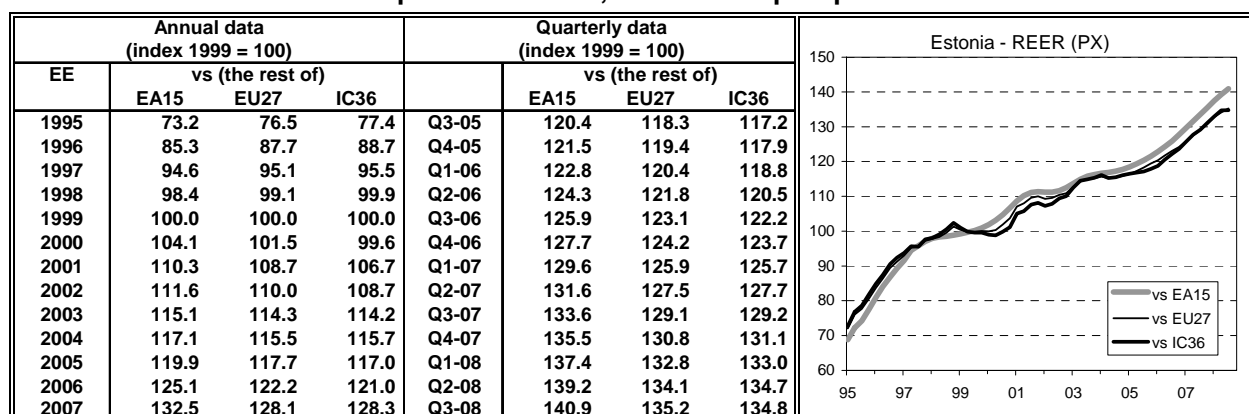 Annual data Quarterly data
(index 1999 = 100) (index 1999 = 100)
EE vs (the rest of) vs (the rest of)
EA15 EU27 IC36 EA15 EU27 IC36
1995 73.2 76.5 77.4 Q3-05 120.4 118.3 117.2
1996 85.3 87.7 88.7 Q4-05 121.5 119.4 117.9
1997 94.6 95.1 95.5 Q1-06 122.8 120.4 118.8
1998 98.4 99.1 99.9 Q2-06 124.3 121.8 120.5
1999 100.0 100.0 100.0 Q3-06 125.9 123.1 122.2
2000 104.1 101.5 99.6 Q4-06 127.7 124.2 123.7
2001 110.3 108.7 106.7 Q1-07 129.6 125.9 125.7
2002 111.6 110.0 108.7 Q2-07 131.6 127.5 127.7
2003 115.1 114.3 114.2 Q3-07 133.6 129.1 129.2
2004 117.1 115.5 115.7 Q4-07 135.5 130.8 131.1
2005 119.9 117.7 117.0 Q1-08 137.4 132.8 133.0
2006 125.1 122.2 121.0 Q2-08 139.2 134.1 134.7
2007 132.5 128.1 128.3 Q3-08 140.9 135.2 134.8
Estonia - REER (PX)
150
140
130
120
110
100
90
80
70
60
95 97 99 01 03 05 07
vs EA15
vs EU27
vs IC36